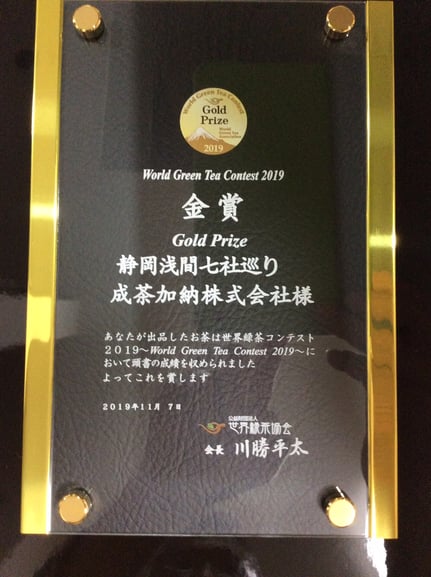 World Green Tea Contest
Gold
Prize
World
Green Tea
Association
2019
World Green Tea Contest 2019
金賞
Gold Prize
静岡浅間七社巡り
成茶加納株式会社様
あなたが出品したお茶は世界緑茶コンテスト
2019〜World Green Tea Contest 2019〜に
おいて頭書の成績を収められました
よってこれを賞します
2019年11月 7日
公益財団法人
世界緑茶協会
会長 川勝平太